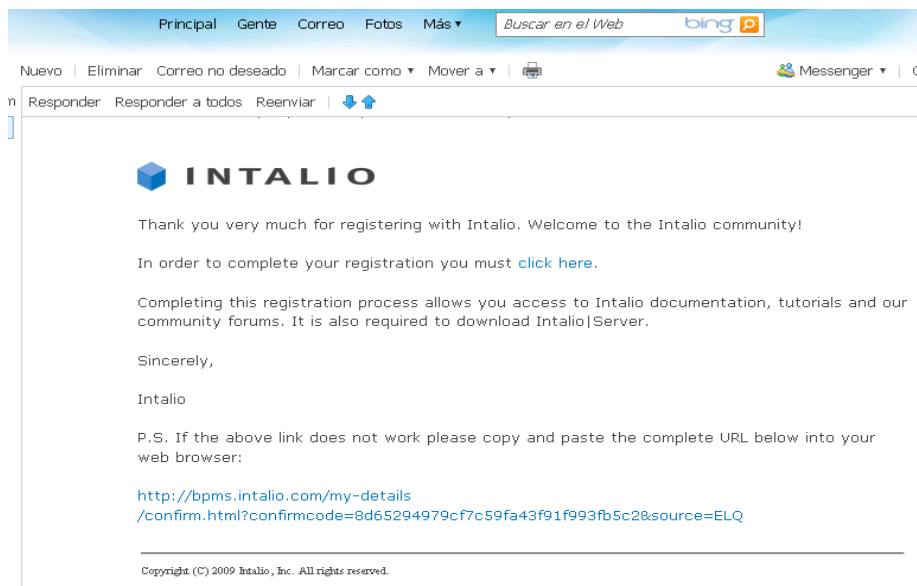 Principal Gente Correo Fotos Más Buscar en el Web bing
Nuevo | Eliminar Correo no deseado | Marcar como Mover a | Messenger |
Responder Responder a todos Reenviar |
INTALIO
Thank you very much for registering with Intalio. Welcome to the Intalio community!
In order to complete your registration you must click here.
Completing this registration process allows you access to Intalio documentation, tutorials and our
community forums. It is also required to download Intalio|Server.
Sincerely,
Intalio
P.S. If the above link does not work please copy and paste the complete URL below into your
web browser:
http://bpms.intalio.com/my-details
/confirm.html?confirmcode=8d65294979cf7c59fa43f91f993fb5c2&source=ELQ
Copyright (C) 2009 Intalio, Inc. All rights reserved.